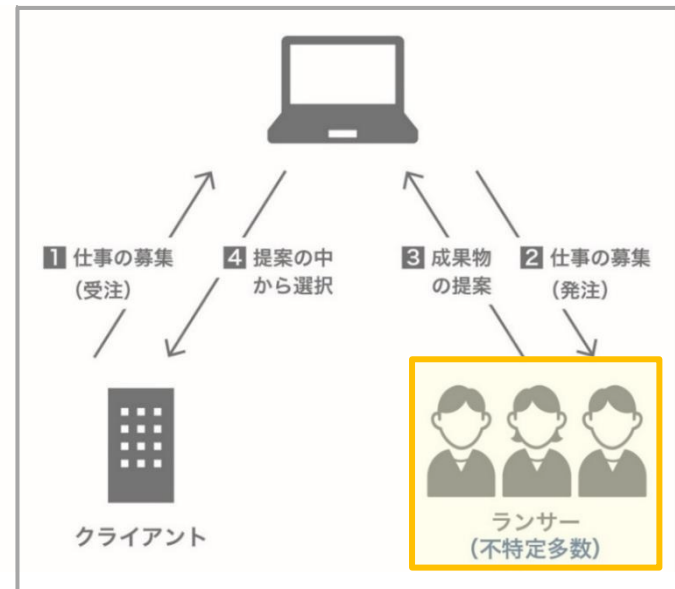 1 仕事の募集
(受注)
4 提案の中
から選択
3 成果物
の提案
2 仕事の募集
(発注)
クライアント
ランサー
(不特定多数)